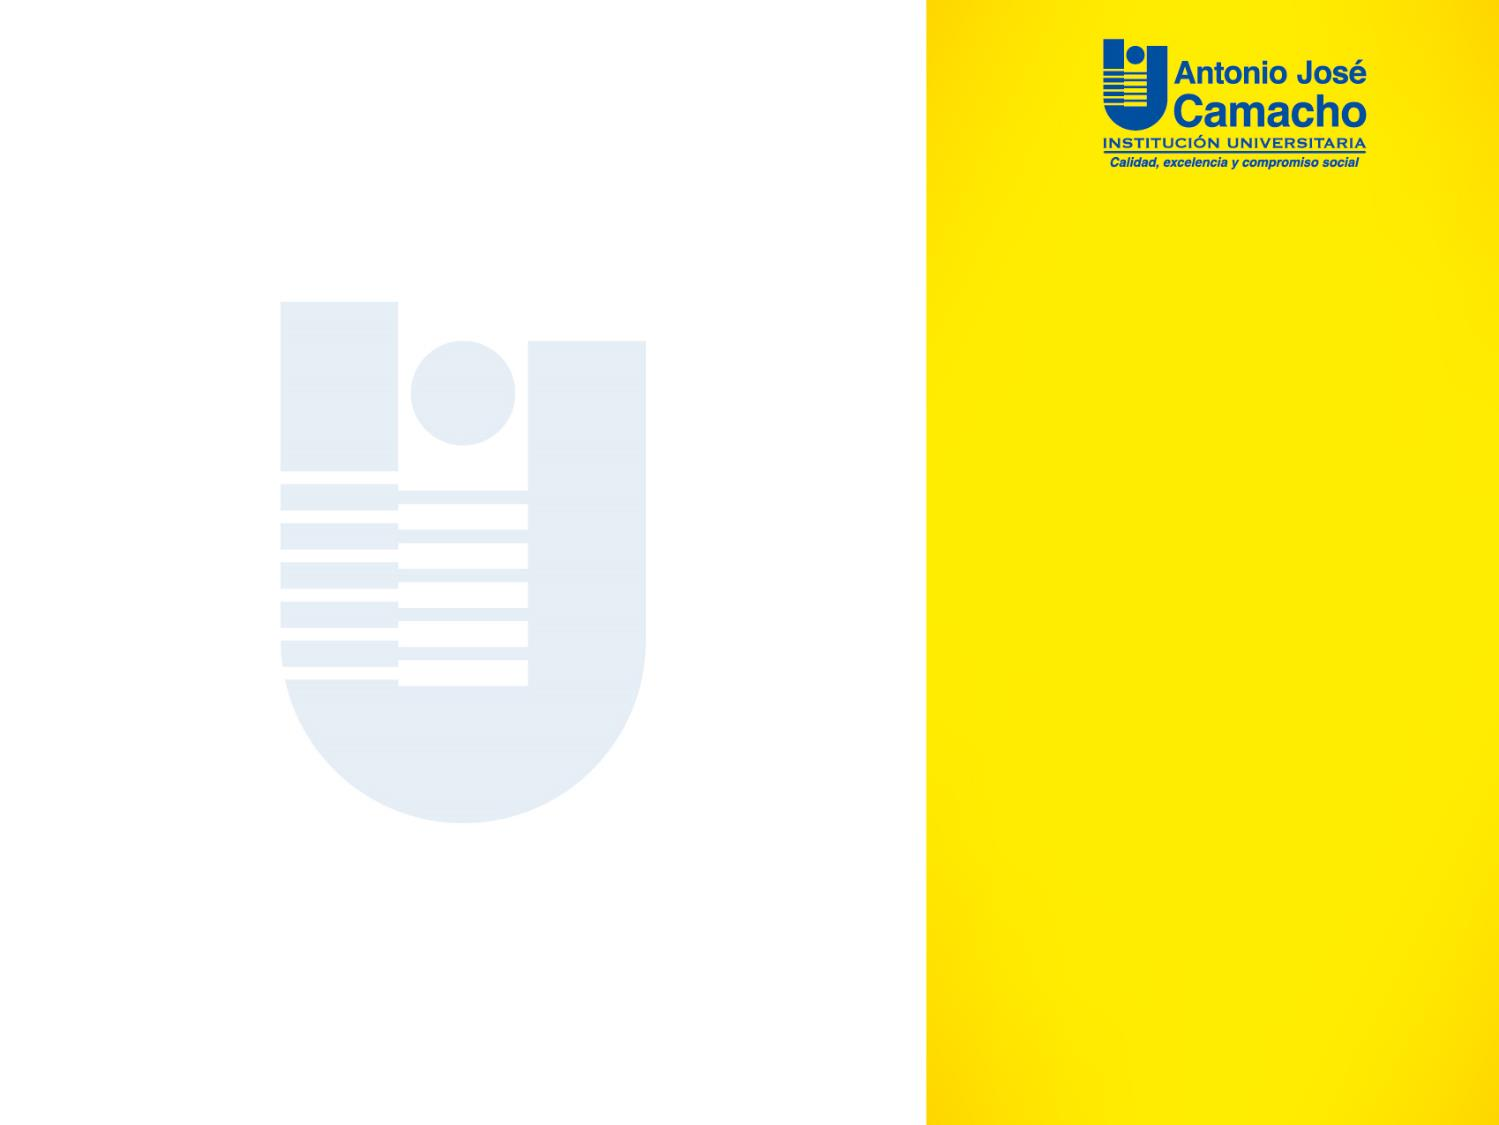 Antonio José
Camacho
INSTITUCIÓN UNIVERSITARIA
Calidad, excelencia y compromiso social